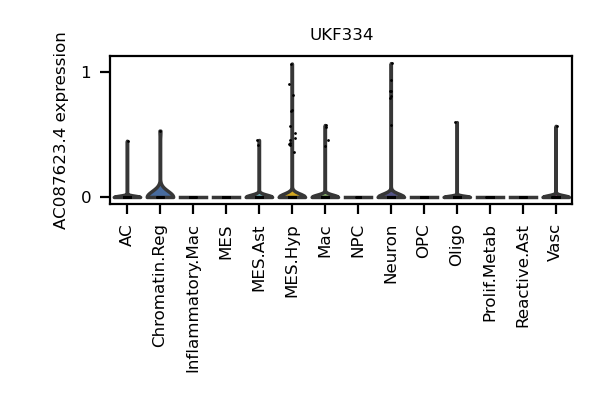 UKF334
AC087623.4 expression
1
0
AC
Chromatin.Reg
Inflammatory.Mac
MES
MES.Ast
MES.Hyp
Mac
NPC
Neuron
OPC
Oligo
Prolif.Metab
Reactive.Ast
Vasc